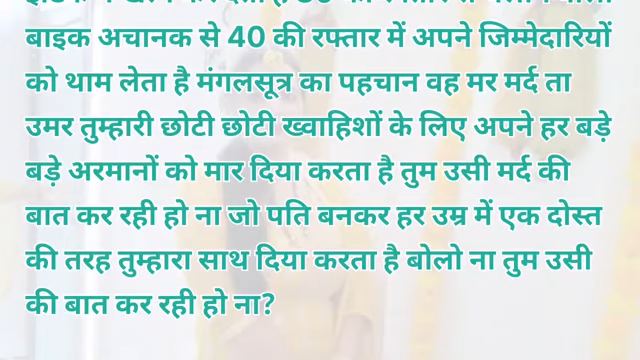 बाइक अचानक से 40 की रफ्तार में अपने जिम्मेदारियों
को थाम लेता है मंगलसूत्र का पहचान वह मर मर्द ता
उमर तुम्हारी छोटी छोटी ख्वाहिशों के लिए अपने हर बड़े
बड़े अरमानों को मार दिया करता है तुम उसी मर्द की
बात कर रही हो ना जो पति बनकर हर उम्र में एक दोस्त
की तरह तुम्हारा साथ दिया करता है बोलो ना तुम उसी
की बात कर रही हो ना?